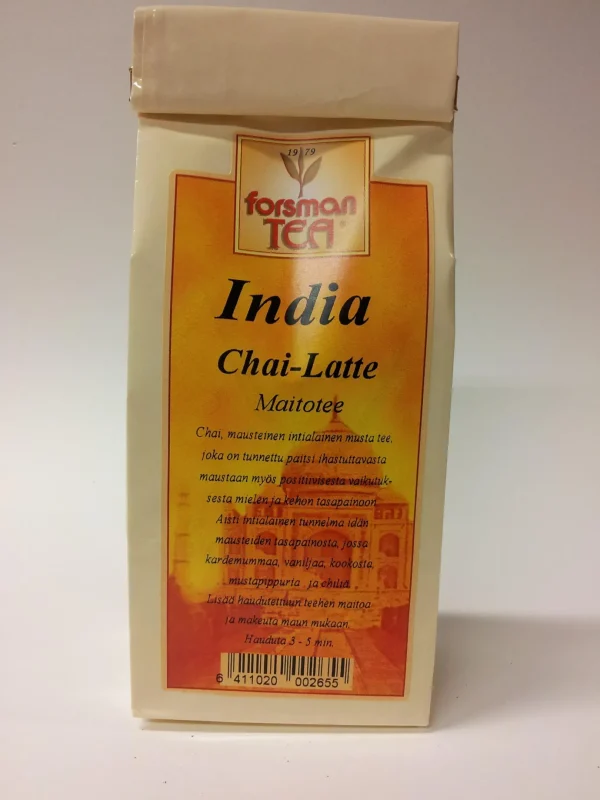 19 79
forsman
TEA®
India
Chai-Latte
Maitotee
Chai, mausteinen intialainen musta tee,
joka on tunnettu paitsi ihastuttavasta
maustaan myös positiivisesta vaikutuk-
sesta mielen ja kehon tasapainoon.
Aisti intialainen tunnelma idän
mausteiden tasapainosta, jossa
kardemummaa, vaniljaa, kookosta,
mustapippuria ja chiliä.
Lisää haudutettuun teehen maitoa
ja makeuta maun mukaan.
Hauduta 3 - 5 min.
6 411020 002655